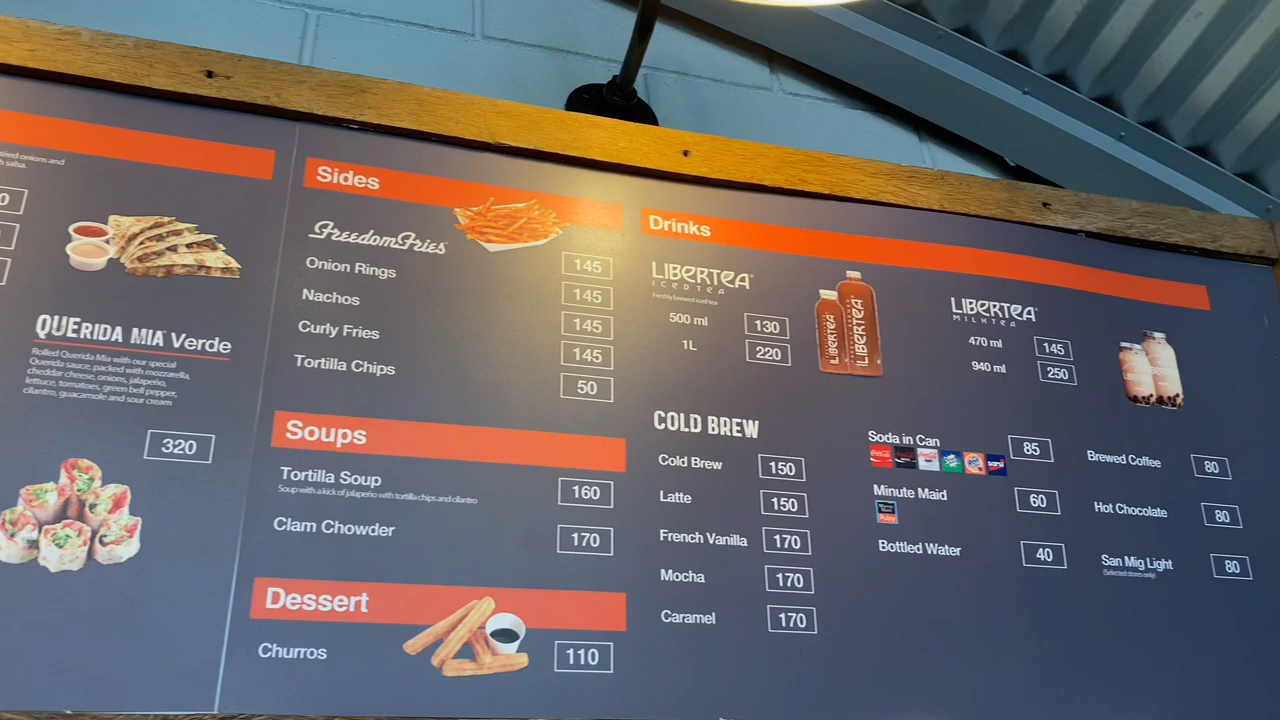 QUERIDA MIA Verde
Rolled Querida Mia with our special
Querida sauce, packed with mozzarella,
cheddar cheese, onions, jalapeño,
lettuce, tomatoes, green bell pepper,
cilantro, guacamole and sour cream
320
Sides
FreedomFries 145
Onion Rings 145
Nachos 145
Curly Fries 145
Tortilla Chips 50
Soups
Tortilla Soup 160
Soup with a kick of jalapeño with tortilla chips and cilantro
Clam Chowder 170
Dessert
Churros 110
Drinks
LIBERTEA
ICED TEA
Freshly brewed iced tea
500 ml 130
1L 220
LIBERTEA
LIBERTEA
LIBERTEA
MILKTEA
470 ml 145
940 ml 250
COLD BREW
Cold Brew 150
Latte 150
French Vanilla 170
Mocha 170
Caramel 170
Soda in Can 85
Minute Maid 60
Bottled Water 40
Brewed Coffee 80
Hot Chocolate 80
San Mig Light 80
(Selected stores only)